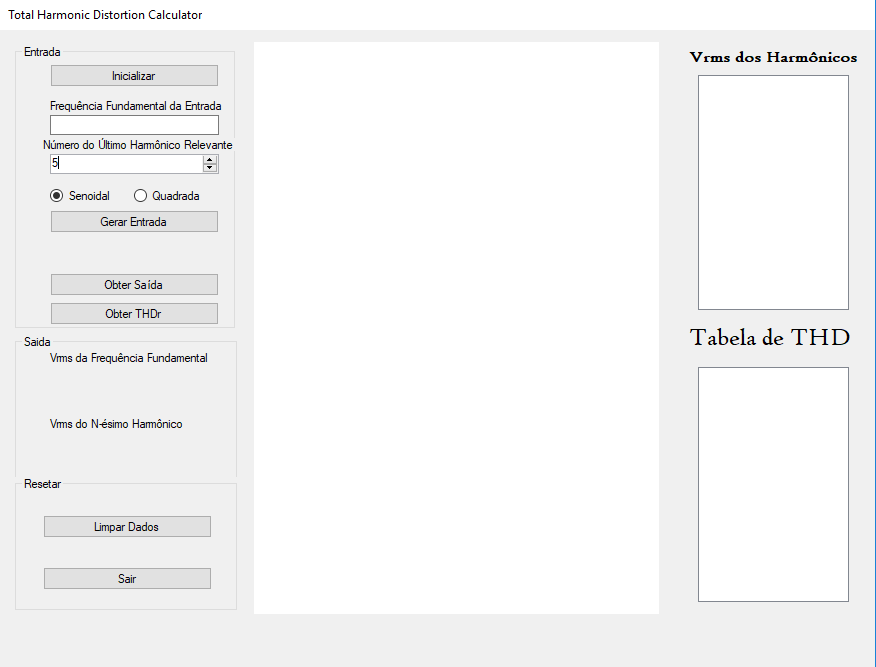 Total Harmonic Distortion Calculator
Entrada
Inicializar
Frequência Fundamental da Entrada
Número do Último Harmônico Relevante
5
Senoidal
Quadrada
Gerar Entrada
Obter Saída
Obter THDr
Saida
Vrms da Frequência Fundamental
Vrms do N-ésimo Harmônico
Resetar
Limpar Dados
Sair
Vrms dos Harmônicos
Tabela de THD